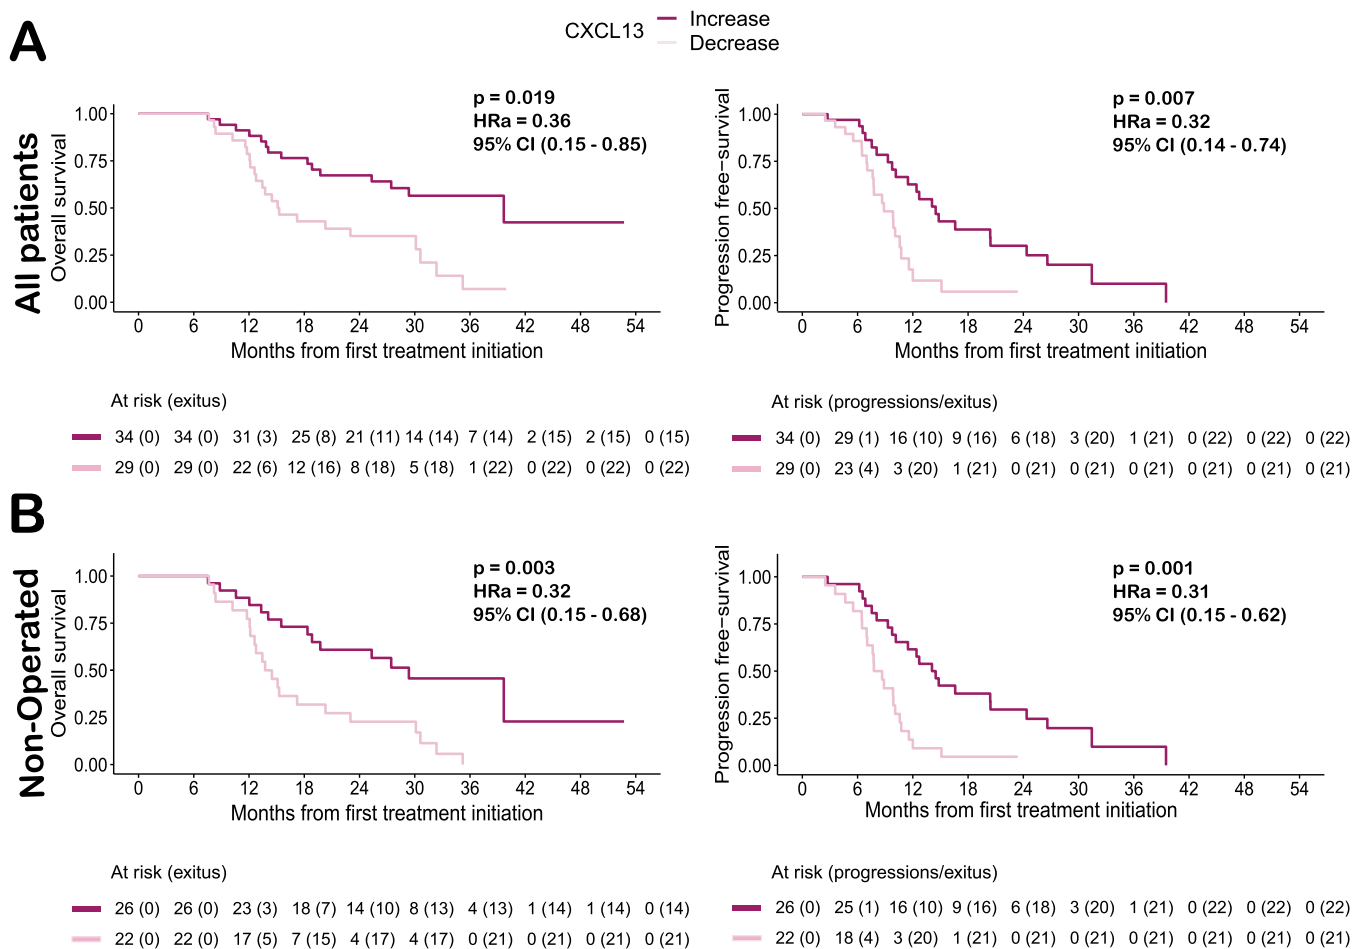 A
CXCL13
Increase
Decrease
All patients
Overall survival
1.00
0.75
0.50
0.25
0.00
p = 0.019
HRa = 0.36
95% CI (0.15 - 0.85)
0 6 12 18 24 30 36 42 48 54
Months from first treatment initiation
Progression free−survival
1.00
0.75
0.50
0.25
0.00
p = 0.007
HRa = 0.32
95% CI (0.14 - 0.74)
0 6 12 18 24 30 36 42 48 54
Months from first treatment initiation
At risk (exitus)
34 (0) 34 (0) 31 (3) 25 (8) 21 (11) 14 (14) 7 (14) 2 (15) 2 (15) 0 (15)
29 (0) 29 (0) 22 (6) 12 (16) 8 (18) 5 (18) 1 (22) 0 (22) 0 (22) 0 (22)
At risk (progressions/exitus)
34 (0) 29 (1) 16 (10) 9 (16) 6 (18) 3 (20) 1 (21) 0 (22) 0 (22) 0 (22)
29 (0) 23 (4) 3 (20) 1 (21) 0 (21) 0 (21) 0 (21) 0 (21) 0 (21) 0 (21)
B
Non-Operated
Overall survival
1.00
0.75
0.50
0.25
0.00
p = 0.003
HRa = 0.32
95% CI (0.15 - 0.68)
0 6 12 18 24 30 36 42 48 54
Months from first treatment initiation
Progression free−survival
1.00
0.75
0.50
0.25
0.00
p = 0.001
HRa = 0.31
95% CI (0.15 - 0.62)
0 6 12 18 24 30 36 42 48 54
Months from first treatment initiation
At risk (exitus)
26 (0) 26 (0) 23 (3) 18 (7) 14 (10) 8 (13) 4 (13) 1 (14) 1 (14) 0 (14)
22 (0) 22 (0) 17 (5) 7 (15) 4 (17) 4 (17) 0 (21) 0 (21) 0 (21) 0 (21)
At risk (progressions/exitus)
26 (0) 25 (1) 16 (10) 9 (16) 6 (18) 3 (20) 1 (21) 0 (22) 0 (22) 0 (22)
22 (0) 18 (4) 3 (20) 1 (21) 0 (21) 0 (21) 0 (21) 0 (21) 0 (21) 0 (21)